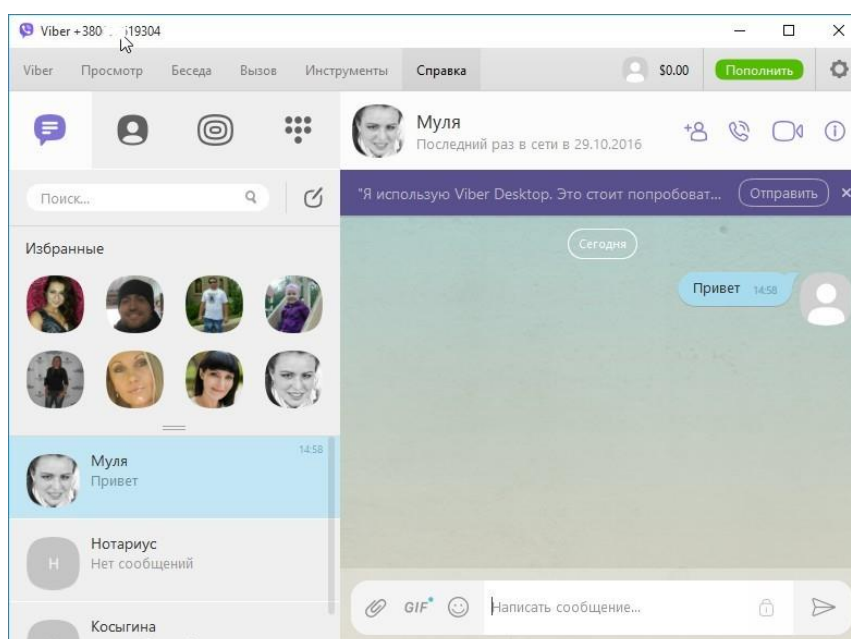 Viber +380 619304
Viber Просмотр Беседа Вызов Инструменты Справка $0.00 Пополнить
Муля
Последний раз в сети в 29.10.2016
Поиск...
"Я использую Viber Desktop. Это стоит попробоват... Отправить
Избранные
Сегодня
Привет 14:58
Муля 14:58
Привет
Нотариус
Н
Нет сообщений
Косыгина
GIF Написать сообщение...